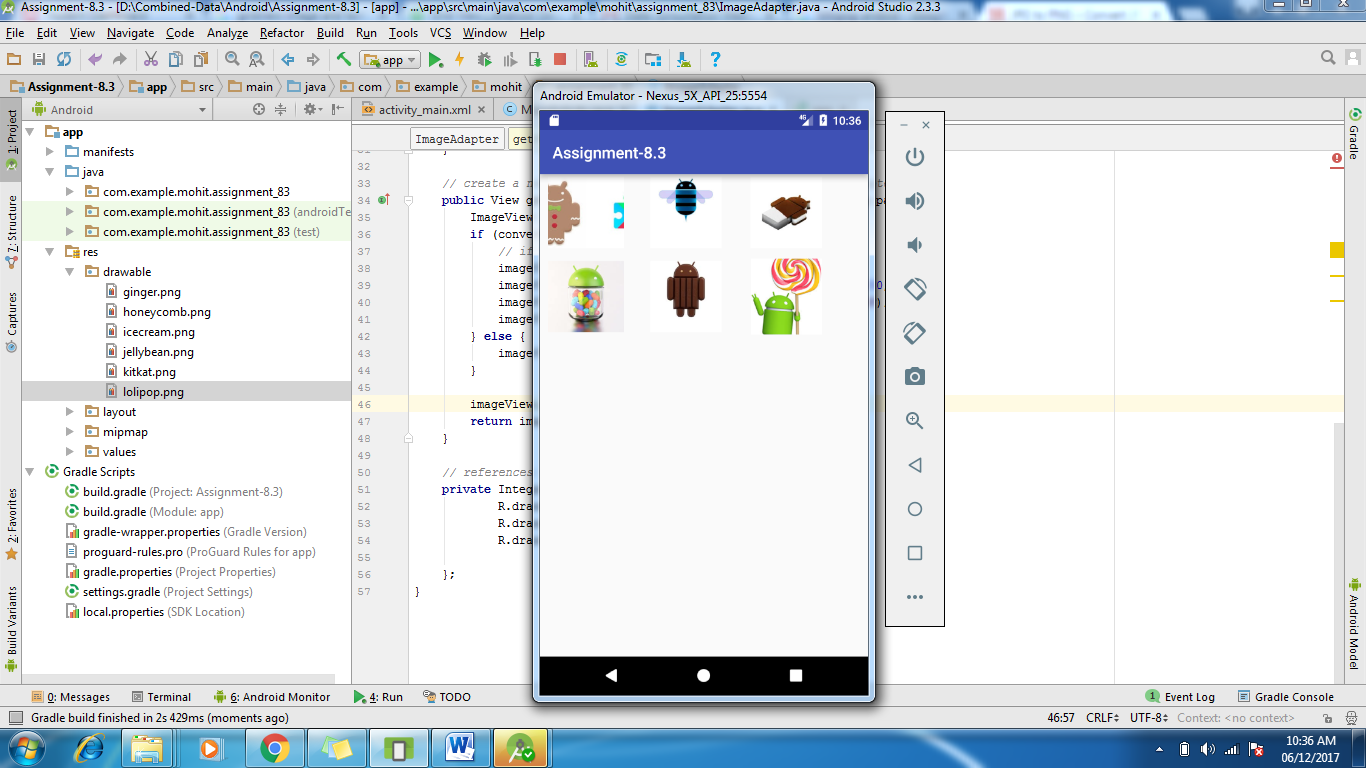 Assignment-8.3 - [D:\Combined-Data\Android\Assignment-8.3] - [app] - ...\app\src\main\java\com\example\mohit\assignment_83\ImageAdapter.java - Android Studio 2.3.3
File Edit View Navigate Code Analyze Refactor Build Run Tools VCS Window Help
app
Assignment-8.3 app src main java com example mohit
Android
activity_main.xml
1: Project
7: Structure
Captures
2: Favorites
Build Variants
app
manifests
java
com.example.mohit.assignment_83
com.example.mohit.assignment_83 (androidTe
com.example.mohit.assignment_83 (test)
res
drawable
ginger.png
honeycomb.png
icecream.png
jellybean.png
kitkat.png
lolipop.png
layout
mipmap
values
Gradle Scripts
build.gradle (Project: Assignment-8.3)
build.gradle (Module: app)
gradle-wrapper.properties (Gradle Version)
proguard-rules.pro (ProGuard Rules for app)
gradle.properties (Project Properties)
settings.gradle (Project Settings)
local.properties (SDK Location)
ImageAdapter get
31 }
32
33 // create a n
34 public View g
35 ImageView
36 if (conve
37 // if
38 image
39 image
40 image
41 image
42 } else {
43 image
44 }
45
46 imageView
47 return im
48 }
49
50 // references
51 private Integ
52 R.dra
53 R.dra
54 R.dra
55
56 };
57 }
Android Emulator - Nexus_5X_API_25:5554
4G 10:36
Assignment-8.3
Gradle
Android Model
0: Messages Terminal 6: Android Monitor 4: Run TODO
1 Event Log Gradle Console
Gradle build finished in 2s 429ms (moments ago)
46:57 CRLF UTF-8 Context: <no context>
10:36 AM
06/12/2017